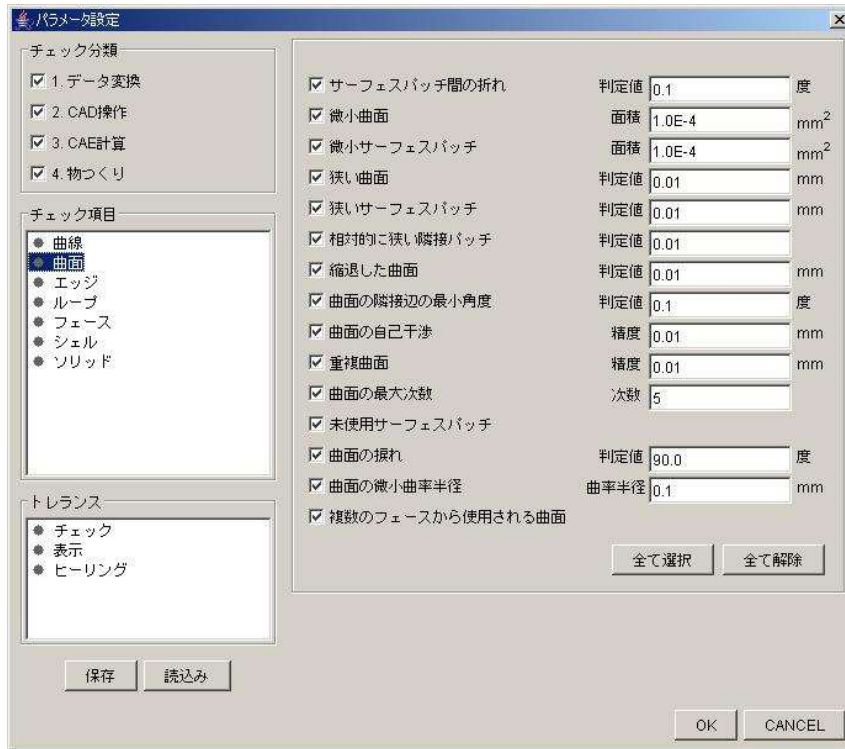 パラメータ設定
チェック分類
1. データ変換
2. CAD操作
3. CAE計算
4. 物つくり
チェック項目
曲線
曲面
エッジ
ループ
フェース
シェル
ソリッド
トレランス
チェック
表示
ヒーリング
保存 読込み
サーフェスパッチ間の折れ 判定値 0.1 度
微小曲面 面積 1.0E-4 mm2
微小サーフェスパッチ 面積 1.0E-4 mm2
狭い曲面 判定値 0.01 mm
狭いサーフェスパッチ 判定値 0.01 mm
相対的に狭い隣接パッチ 判定値 0.01
縮退した曲面 判定値 0.01 mm
曲面の隣接辺の最小角度 判定値 0.1 度
曲面の自己干渉 精度 0.01 mm
重複曲面 精度 0.01 mm
曲面の最大次数 次数 5
未使用サーフェスパッチ
曲面の捩れ 判定値 90.0 度
曲面の微小曲率半径 曲率半径 0.1 mm
複数のフェースから使用される曲面
全て選択 全て解除
OK CANCEL